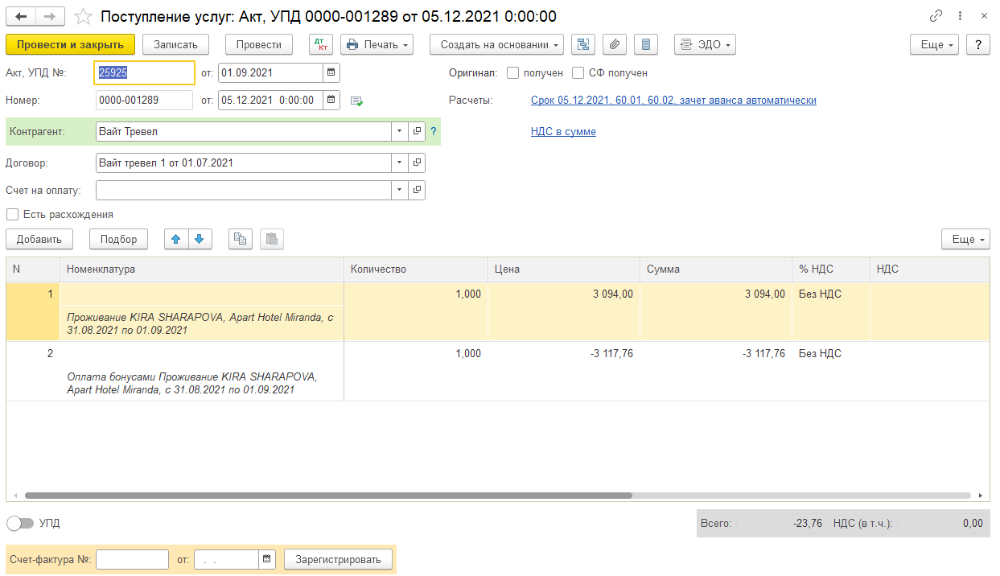 Поступление услуг: Акт, УПД 0000-001289 от 05.12.2021 0:00:00
Провести и закрыть Записать Провести Дт Кт Печать Создать на основании ЭДО Еще ?
Акт, УПД №: 25925 от: 01.09.2021 Оригинал: получен СФ получен
Номер: 0000-001289 от: 05.12.2021 0:00:00 Расчеты: Срок 05.12.2021, 60.01, 60.02, зачет аванса автоматически
Контрагент: Вайт Тревел ? НДС в сумме
Договор: Вайт тревел 1 от 01.07.2021
Счет на оплату:
Есть расхождения
Добавить Подбор Еще
N Номенклатура Количество Цена Сумма % НДС НДС
1 1,000 3 094,00 3 094,00 Без НДС
Проживание KIRA SHARAPOVA, Apart Hotel Miranda, с
31.08.2021 по 01.09.2021
2 1,000 -3 117,76 -3 117,76 Без НДС
Оплата бонусами Проживание KIRA SHARAPOVA,
Apart Hotel Miranda, с 31.08.2021 по 01.09.2021
УПД Всего: -23,76 НДС (в т.ч.): 0,00
Счет-фактура №: от: . . Зарегистрировать